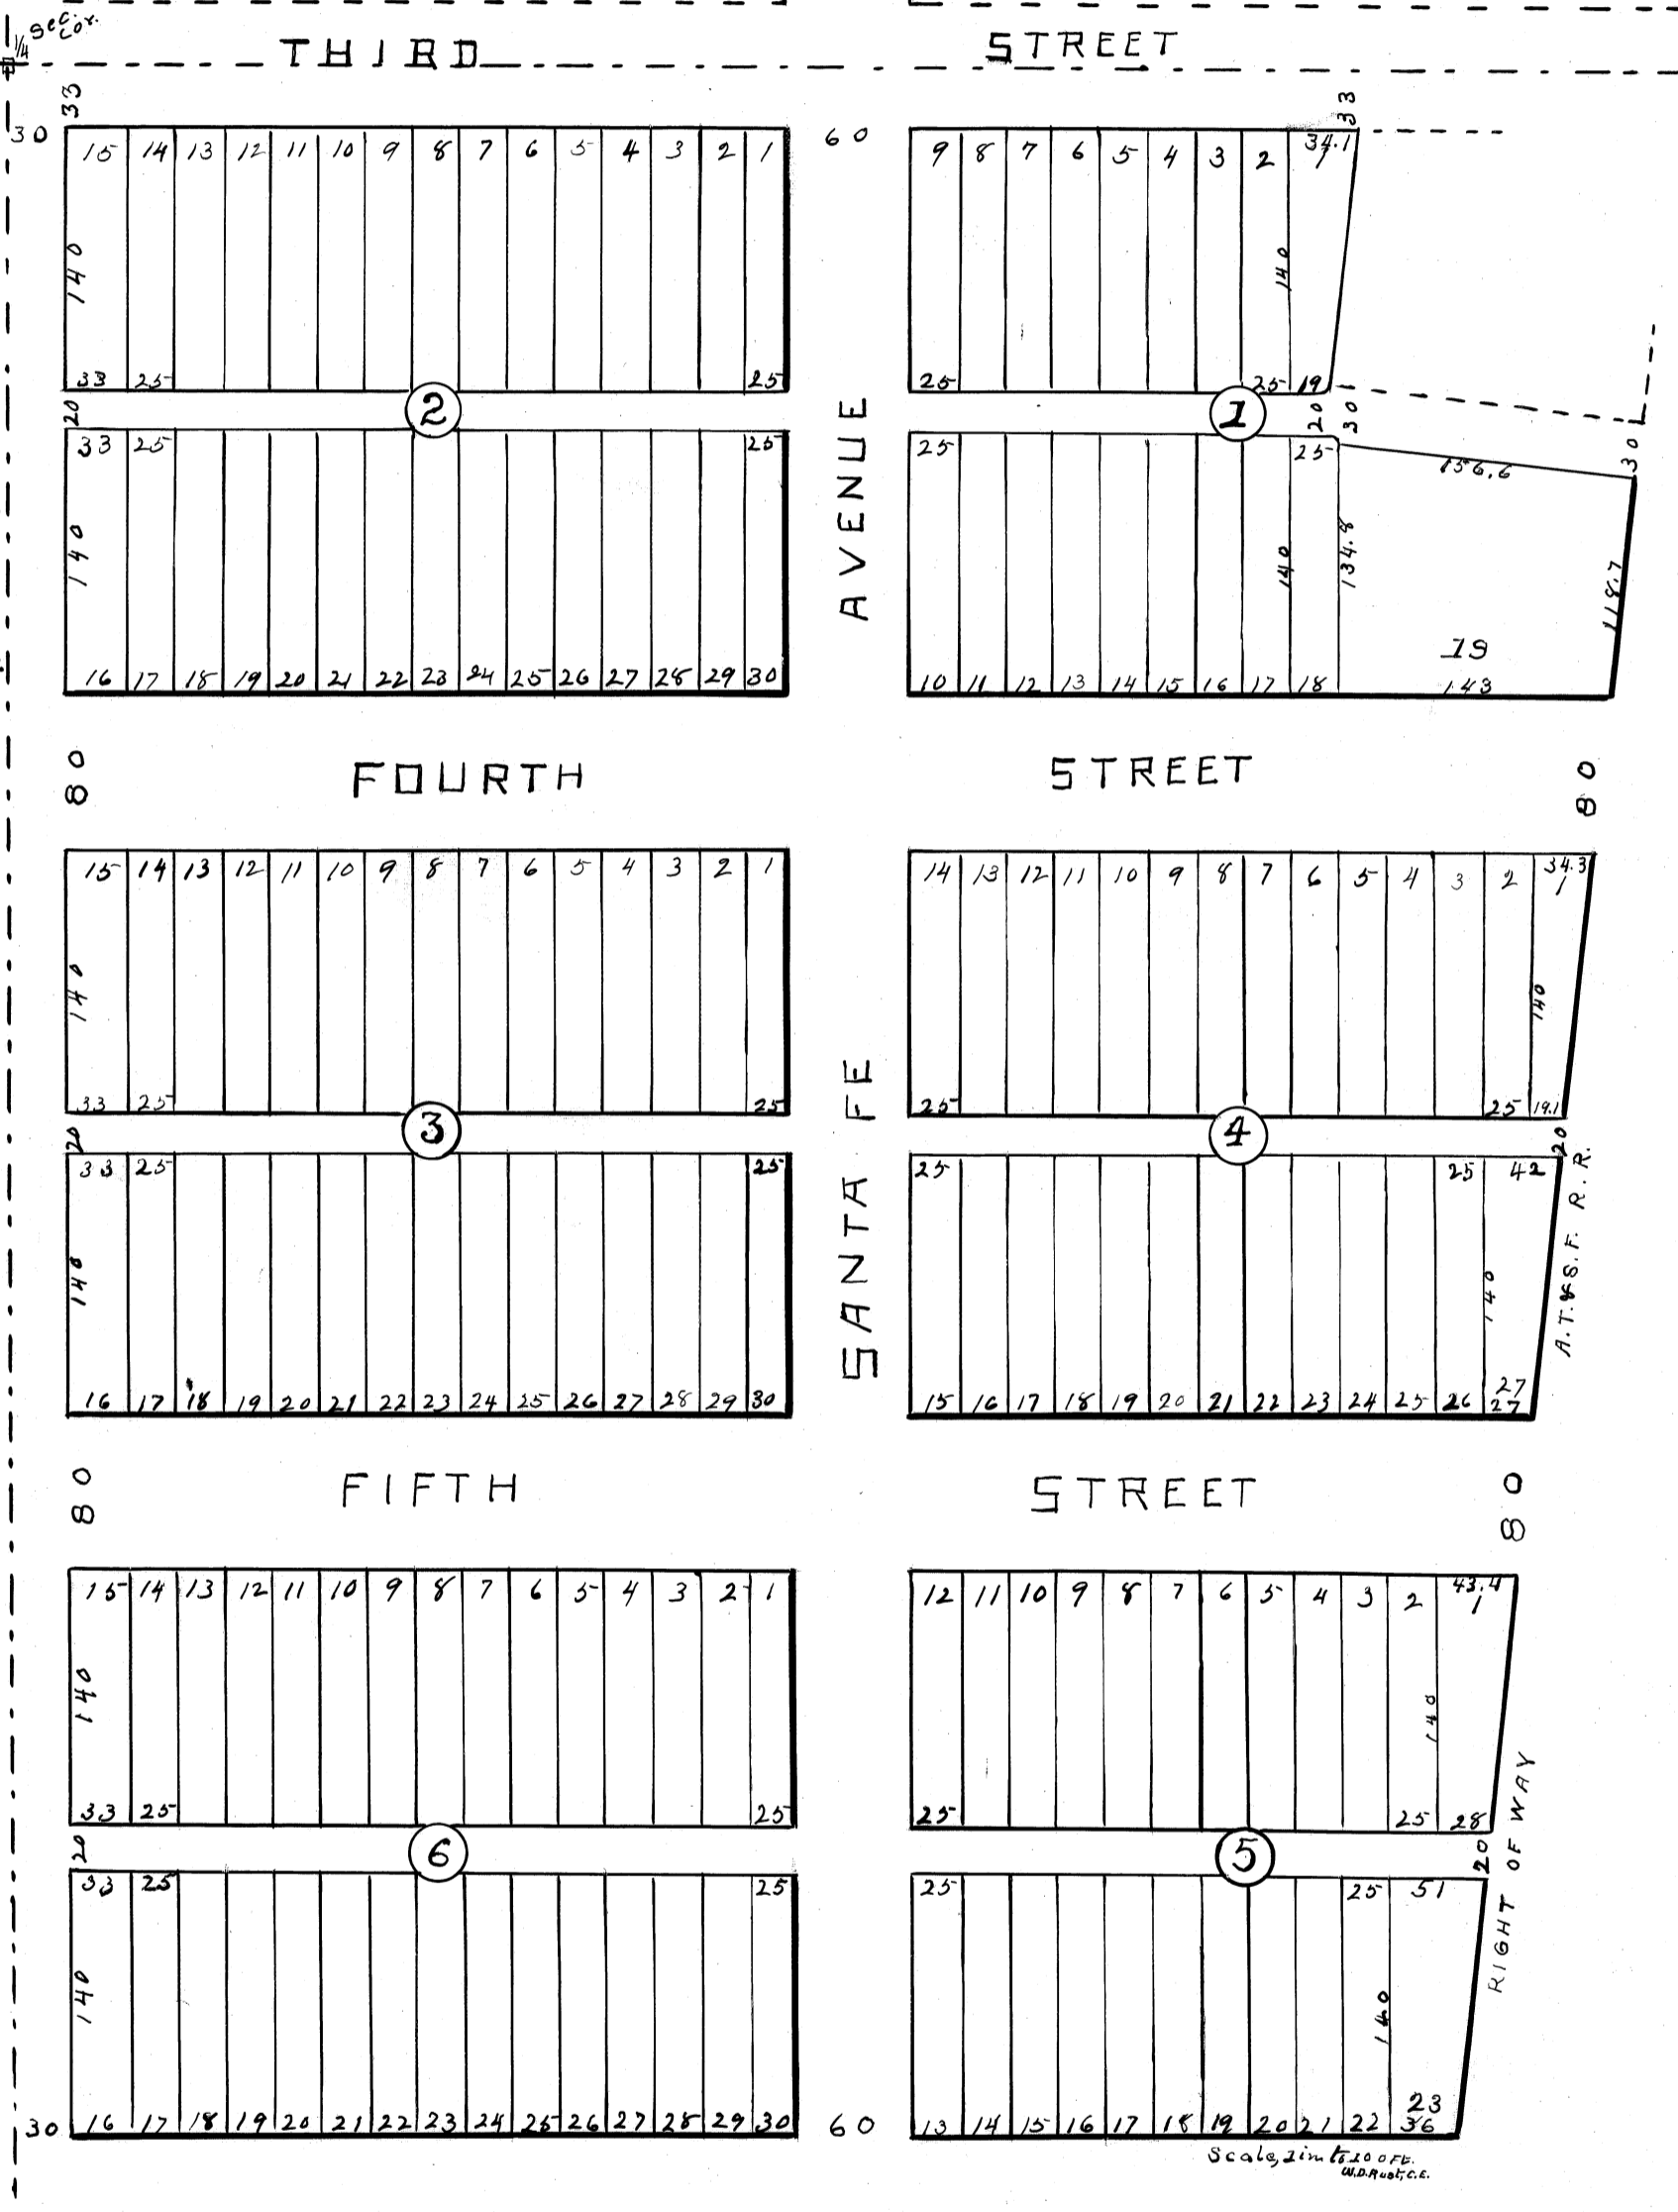 1/4 Sec. Cor.
THIRD STREET
33 33
30 60
15 14 13 12 11 10 9 8 7 6 5 4 3 2 1
9 8 7 6 5 4 3 2 34.1 1
140 140
33 25 25
25 25 19
20 2 1 20 30 30
33 25 25
25 25 156.6
140 140 134.8 118.7
19
16 17 18 19 20 21 22 23 24 25 26 27 28 29 30
10 11 12 13 14 15 16 17 18 143
AVENUE
80 FOURTH STREET 80
15 14 13 12 11 10 9 8 7 6 5 4 3 2 1
14 13 12 11 10 9 8 7 6 5 4 3 2 34.3 1
140 140
33 25 25
25 25 19.1
20 3 4 20
33 25 25
25 25 42
140 140
SANTA FE
A.T.&S.F. R.R.
27
16 17 18 19 20 21 22 23 24 25 26 27 28 29 30
15 16 17 18 19 20 21 22 23 24 25 26 27
80 FIFTH STREET 80
15 14 13 12 11 10 9 8 7 6 5 4 3 2 1
12 11 10 9 8 7 6 5 4 3 2 43.4 1
140 140
33 25 25
25 25 28
20 6 5 20
33 25 25
25 25 51
RIGHT OF WAY
140 140
23
30 16 17 18 19 20 21 22 23 24 25 26 27 28 29 30 60
13 14 15 16 17 18 19 20 21 22 36
Scale, 1 in to 100 FT.
W.D. Rust, C.E.